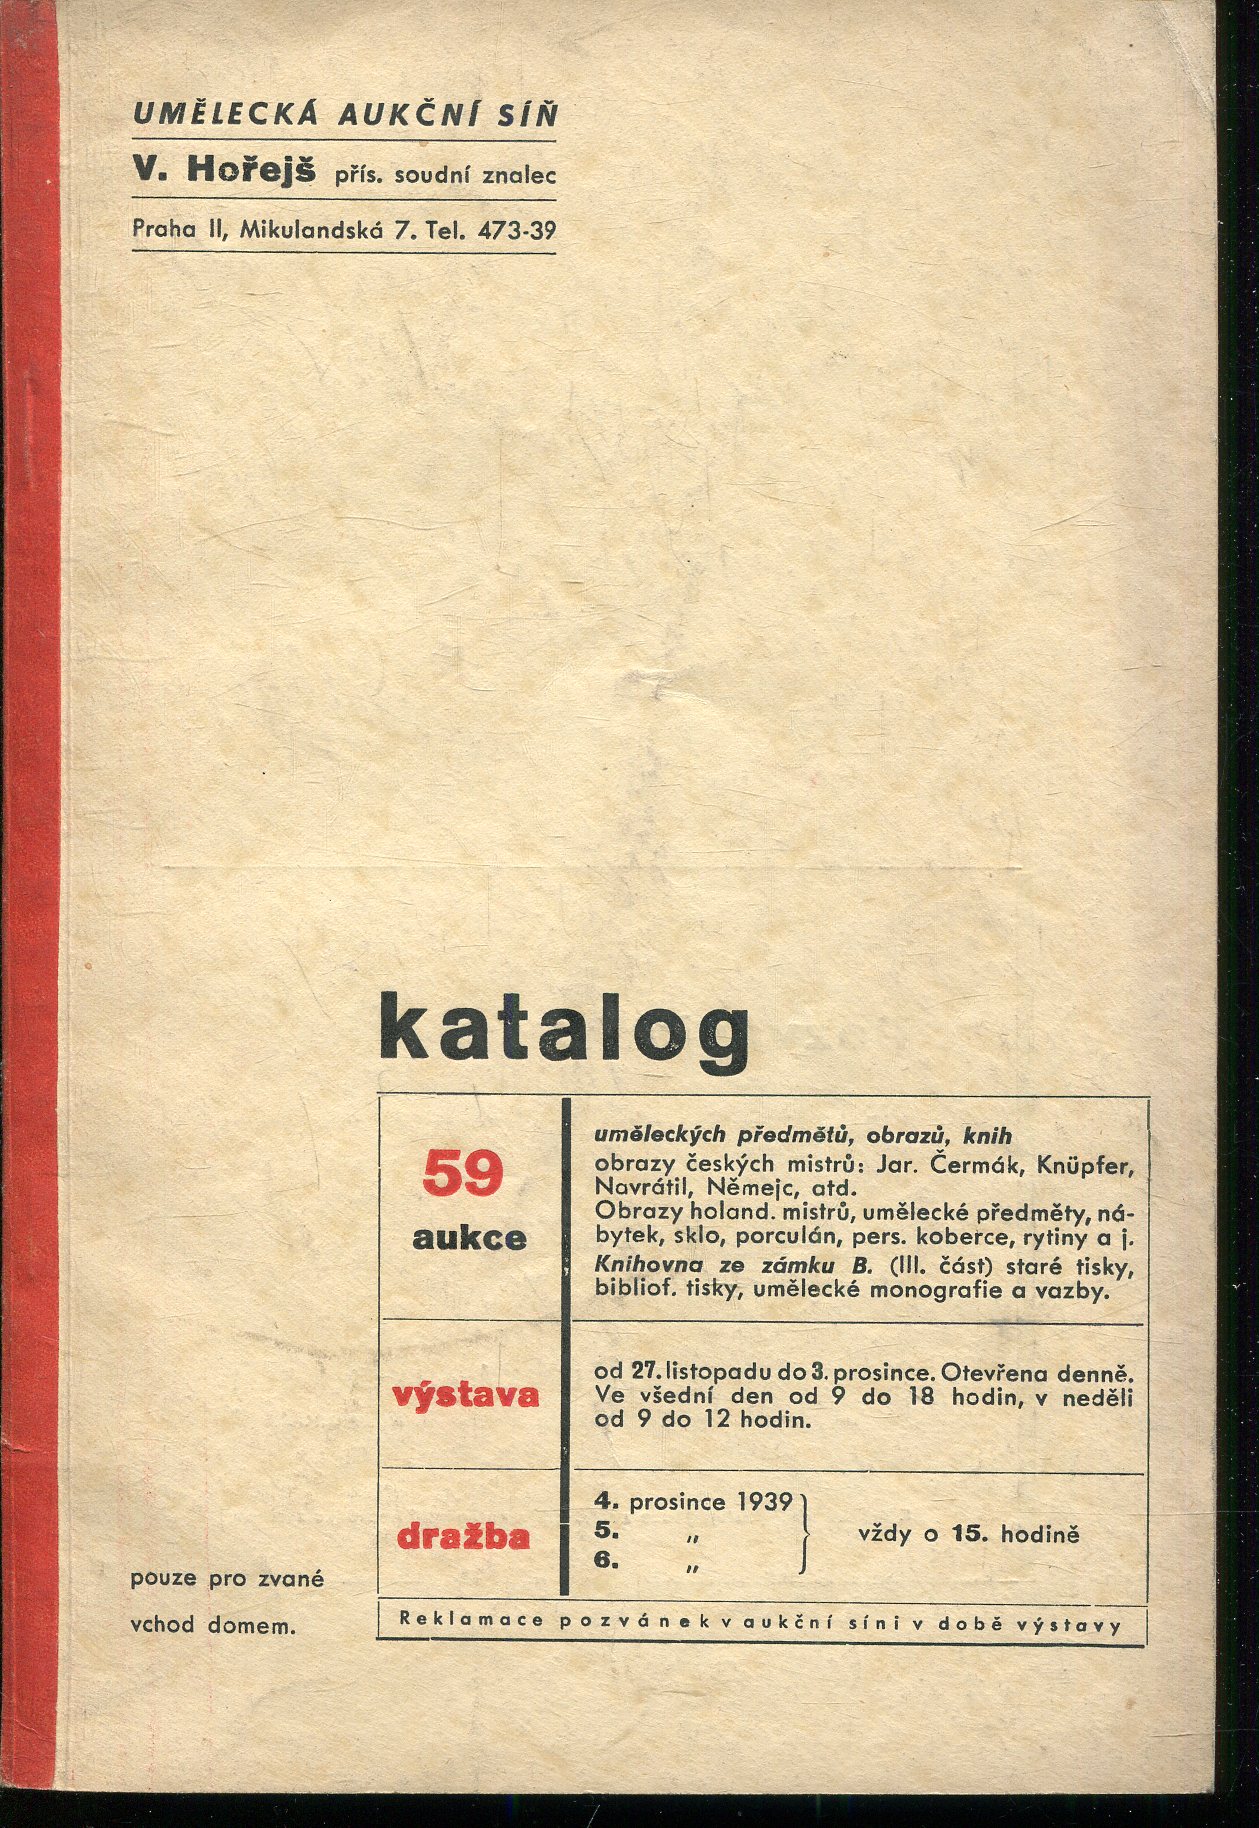 UMĚLECKÁ AUKČNÍ SÍŇ
V. Hořejš přís. soudní znalec
Praha II, Mikulandská 7. Tel. 473-39
katalog
59
aukce
uměleckých předmětů, obrazů, knih
obrazy českých mistrů: Jar. Čermák, Knüpfer,
Navrátil, Němejc, atd.
Obrazy holand. mistrů, umělecké předměty, ná-
bytek, sklo, porculán, pers. koberce, rytiny a j.
Knihovna ze zámku B. (III. část) staré tisky,
bibliof. tisky, umělecké monografie a vazby.
výstava
od 27. listopadu do 3. prosince. Otevřena denně.
Ve všední den od 9 do 18 hodin, v neděli
od 9 do 12 hodin.
dražba
4. prosince 1939
5. „
6. „
vždy o 15. hodině
pouze pro zvané
vchod domem.
Reklamace pozvánek v aukční síni v době výstavy